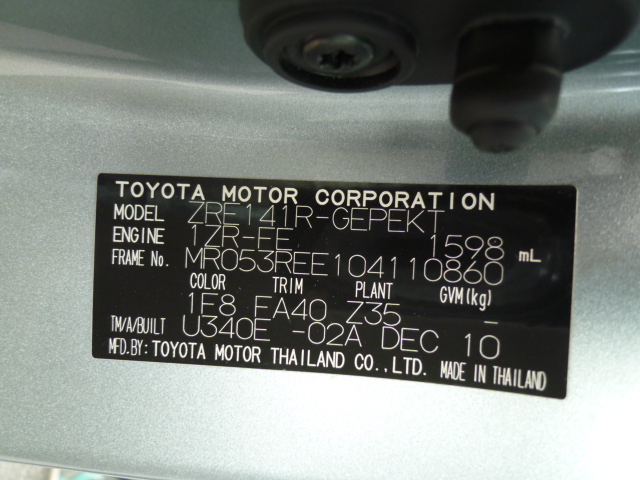 TOYOTA MOTOR CORPORATION
MODEL ZRE141R-GEPEKT
ENGINE 1ZR-FE 1598 mL
FRAME No. MR053REE104110860
COLOR TRIM PLANT GVM(kg)
1F8 FA40 Z35 -
TM/A/BUILT U340E -02A DEC 10
MFD.BY: TOYOTA MOTOR THAILAND CO.,LTD. MADE IN THAILAND